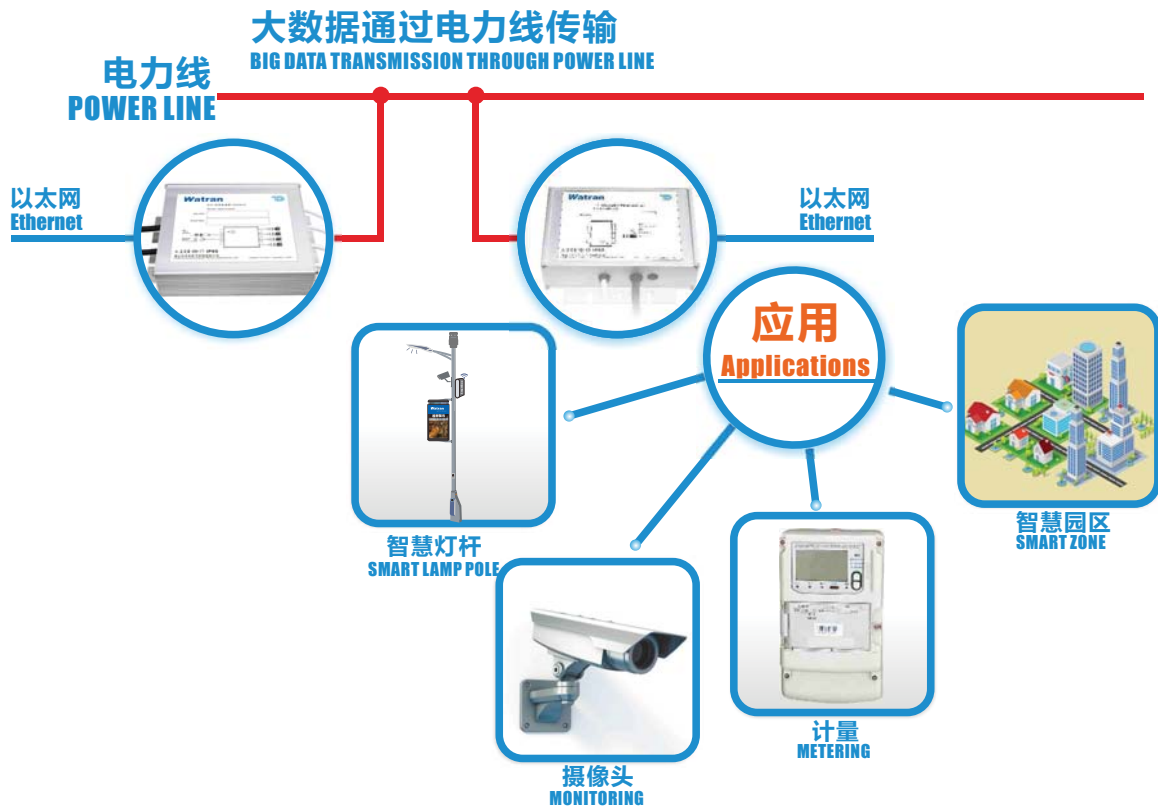 大数据通过电力线传输
BIG DATA TRANSMISSION THROUGH POWER LINE
电力线
POWER LINE
以太网
Ethernet
Watran
Watran
以太网
Ethernet
应用
Applications
Watran
智慧灯杆
SMART LAMP POLE
智慧园区
SMART ZONE
计量
METERING
摄像头
MONITORING